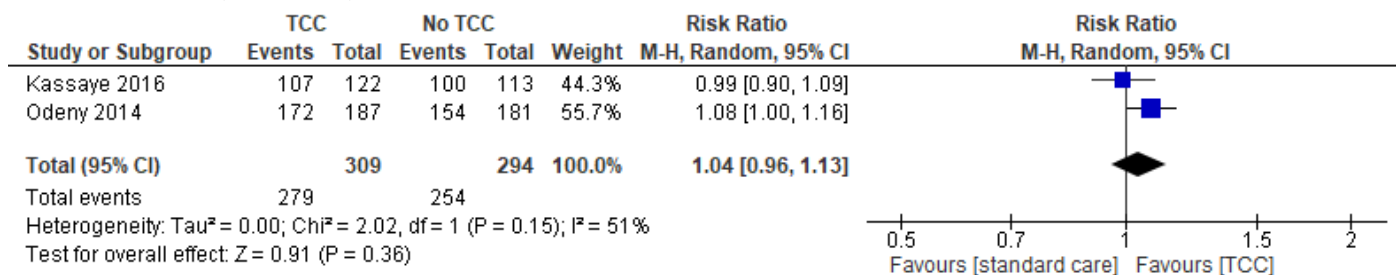 TCC No TCC Risk Ratio Risk Ratio
Study or Subgroup Events Total Events Total Weight M-H, Random, 95% CI M-H, Random, 95% CI
Kassaye 2016 107 122 100 113 44.3% 0.99 [0.90, 1.09]
Odeny 2014 172 187 154 181 55.7% 1.08 [1.00, 1.16]
Total (95% CI) 309 294 100.0% 1.04 [0.96, 1.13]
Total events 279 254
Heterogeneity: Tau² = 0.00; Chi² = 2.02, df = 1 (P = 0.15); I² = 51%
Test for overall effect: Z = 0.91 (P = 0.36)
0.5 0.7 1 1.5 2
Favours [standard care] Favours [TCC]